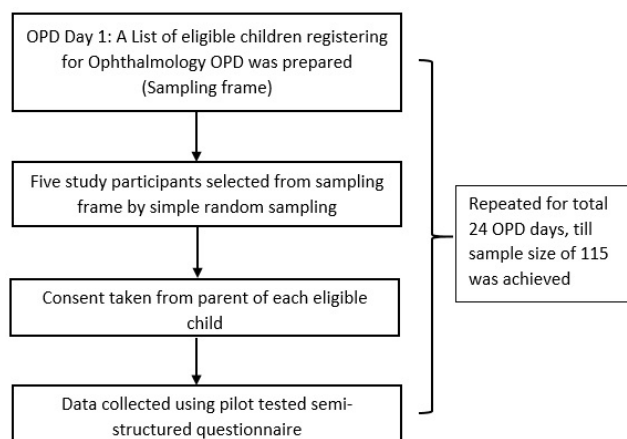 OPD Day 1: A List of eligible children registering
for Ophthalmology OPD was prepared
(Sampling frame)
Five study participants selected from sampling
frame by simple random sampling
Consent taken from parent of each eligible
child
Data collected using pilot tested semi-
structured questionnaire
Repeated for total
24 OPD days, till
sample size of 115
was achieved